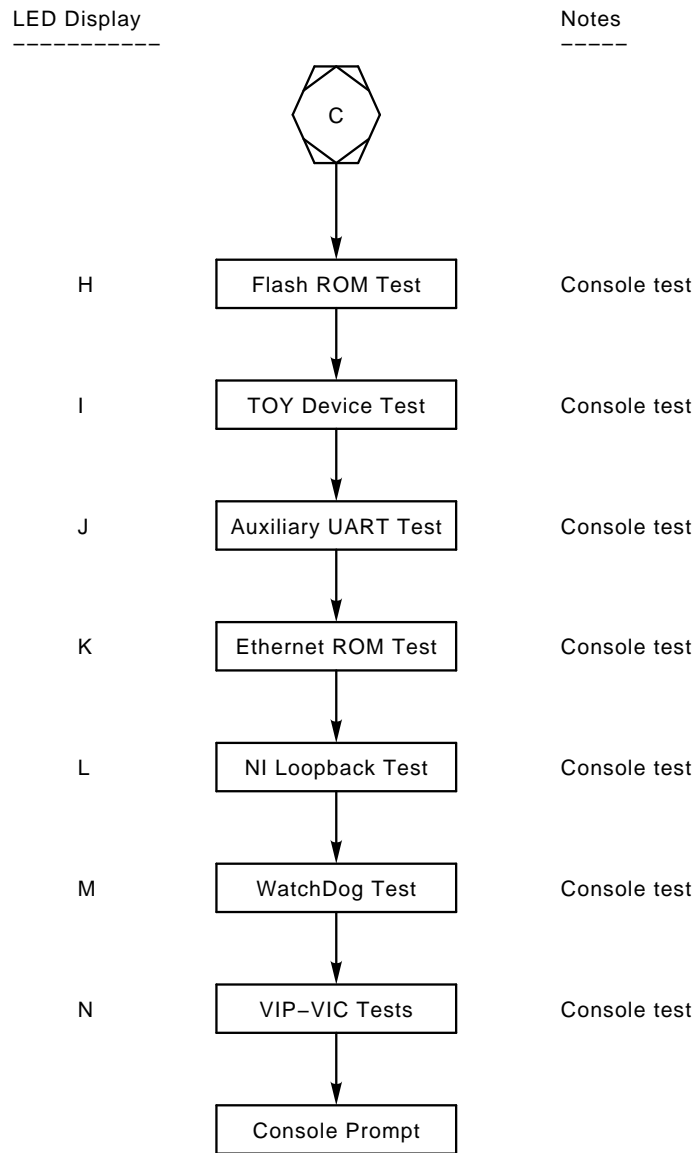 LED Display Notes
----------- -----
C
H Flash ROM Test Console test
I TOY Device Test Console test
J Auxiliary UART Test Console test
K Ethernet ROM Test Console test
L NI Loopback Test Console test
M WatchDog Test Console test
N VIP−VIC Tests Console test
Console Prompt